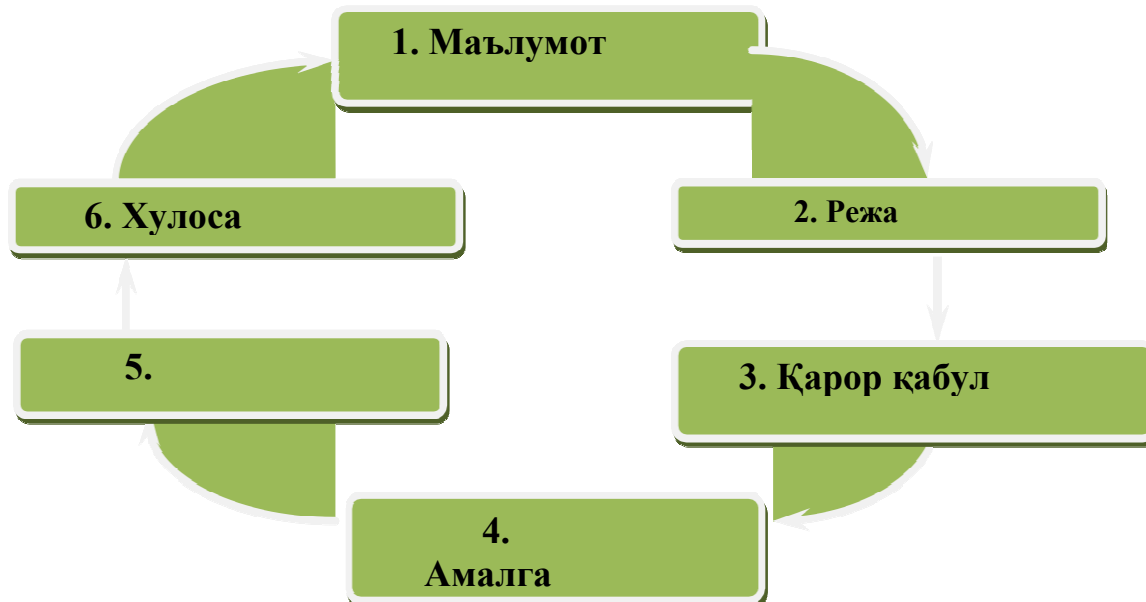 1. Маълумот
2. Режа
3. Қарор қабул
4.
Амалга
5.
6. Хулоса